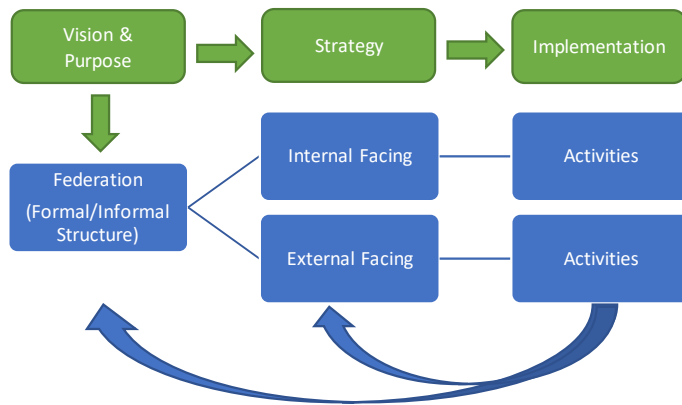 Vision &
Purpose
Strategy
Implementation
Federation
(Formal/Informal
Structure)
Internal Facing
Activities
External Facing
Activities